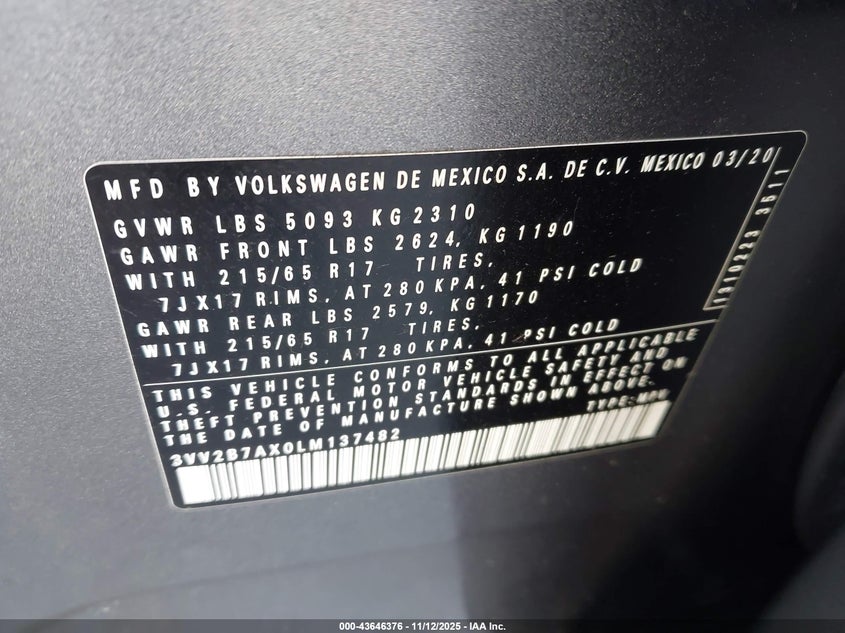 MFD BY VOLKSWAGEN DE MEXICO S.A. DE C.V. MEXICO 03/20
GVWR LBS 5093 KG 2310
GAWR FRONT LBS 2624, KG 1190
WITH 215/65 R17 TIRES,
7JX17 RIMS, AT 280 KPA, 41 PSI COLD
GAWR REAR LBS 2579, KG 1170
WITH 215/65 R17 TIRES,
7JX17 RIMS, AT 280 KPA, 41 PSI COLD
THIS VEHICLE CONFORMS TO ALL APPLICABLE
U.S. FEDERAL MOTOR VEHICLE SAFETY AND
THEFT PREVENTION STANDARDS IN EFFECT ON
THE DATE OF MANUFACTURE SHOWN ABOVE.
TYPE: MPV
3VV2B7AX0LM137482
1310223 3511
000-43646376 - 11/12/2025 - IAA Inc.